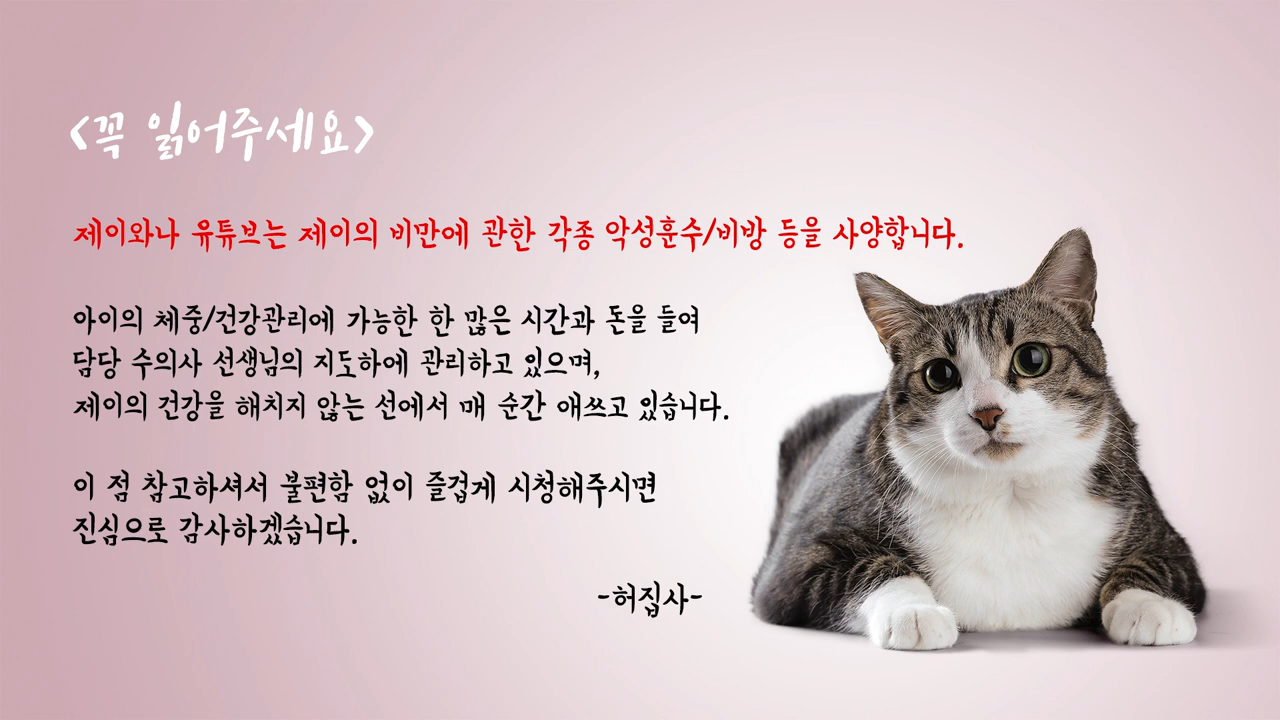 <꼭 읽어주세요>
제이와나 유튜브는 제이의 비만에 관한 각종 악성훈수/비방 등을 사양합니다.
아이의 체중/건강관리에 가능한 한 많은 시간과 돈을 들여
담당 수의사 선생님의 지도하에 관리하고 있으며,
제이의 건강을 해치지 않는 선에서 매 순간 애쓰고 있습니다.
이 점 참고하셔서 불편함 없이 즐겁게 시청해주시면
진심으로 감사하겠습니다.
-허집사-